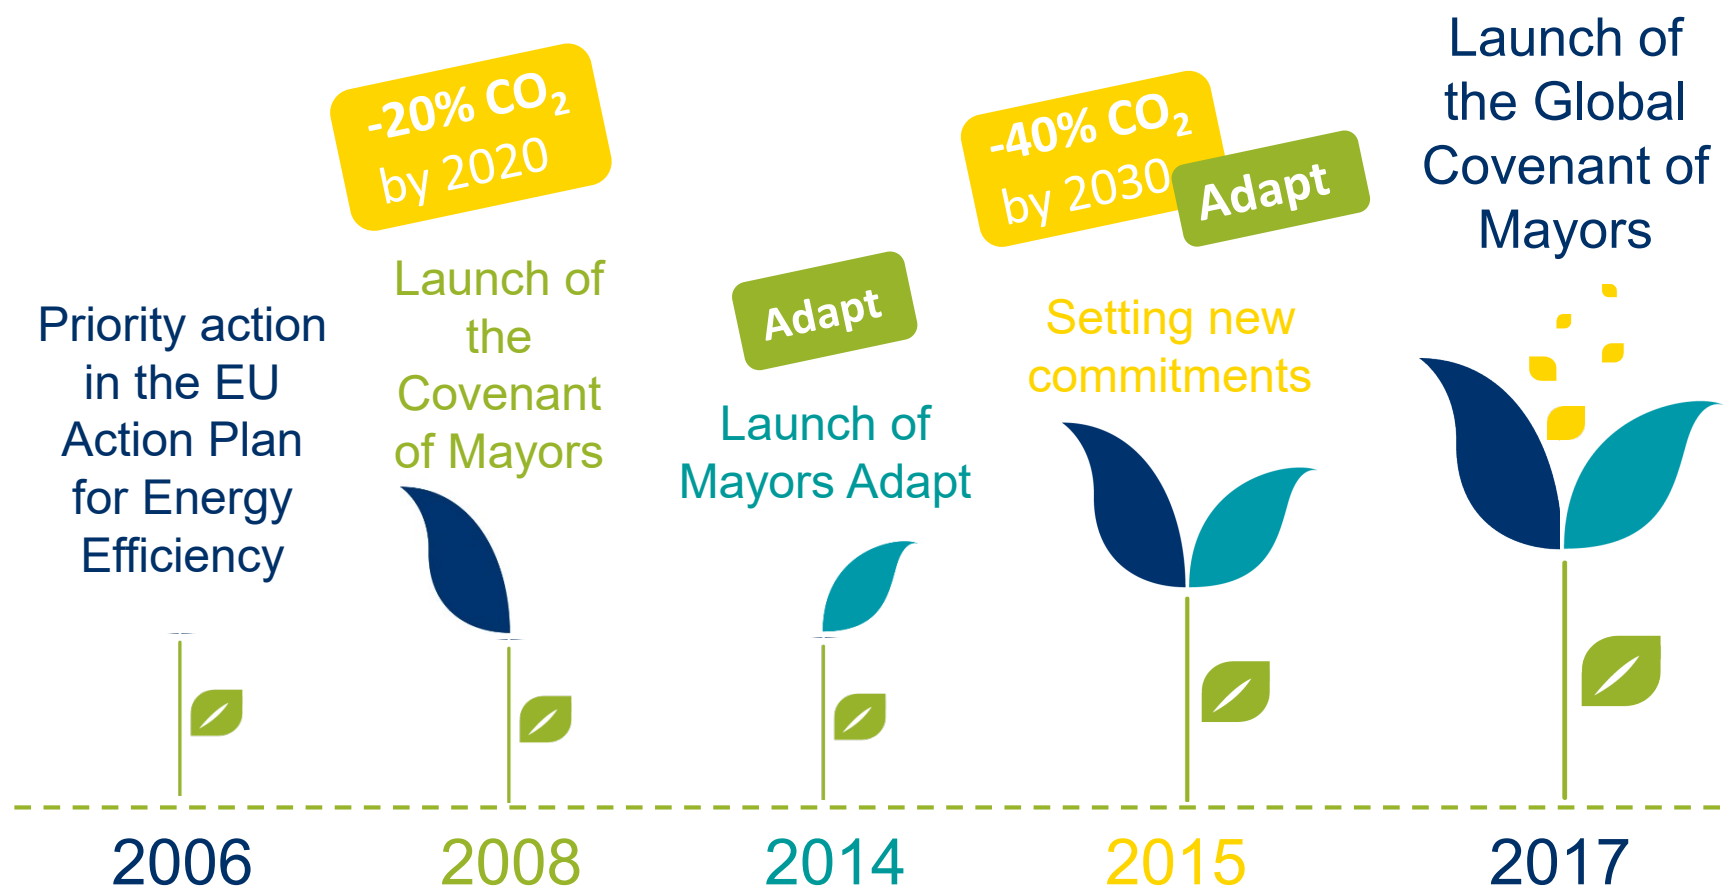 Priority action
in the EU
Action Plan
for Energy
Efficiency
2006
-20% CO₂
by 2020
Launch of
the
Covenant
of Mayors
2008
Adapt
Launch of
Mayors Adapt
2014
-40% CO₂
by 2030
Adapt
Setting new
commitments
2015
Launch of
the Global
Covenant of
Mayors
2017